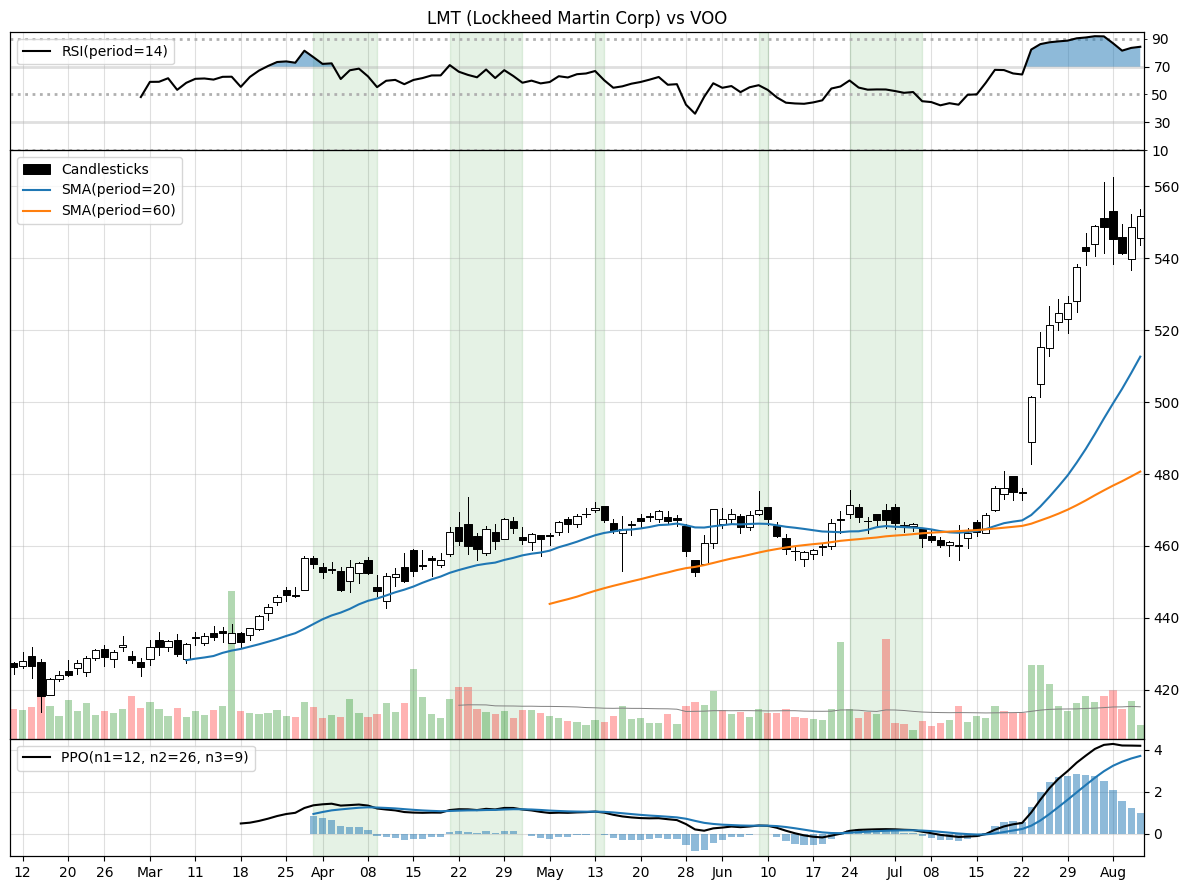 LMT (Lockheed Martin Corp) vs VOO
RSI(period=14)
90
70
50
30
10
Candlesticks
SMA(period=20)
SMA(period=60)
560
540
520
500
480
460
440
420
PPO(n1=12, n2=26, n3=9)
4
2
0
12 20 26 Mar 11 18 25 Apr 08 15 22 29 May 13 20 28 Jun 10 17 24 Jul 08 15 22 29 Aug